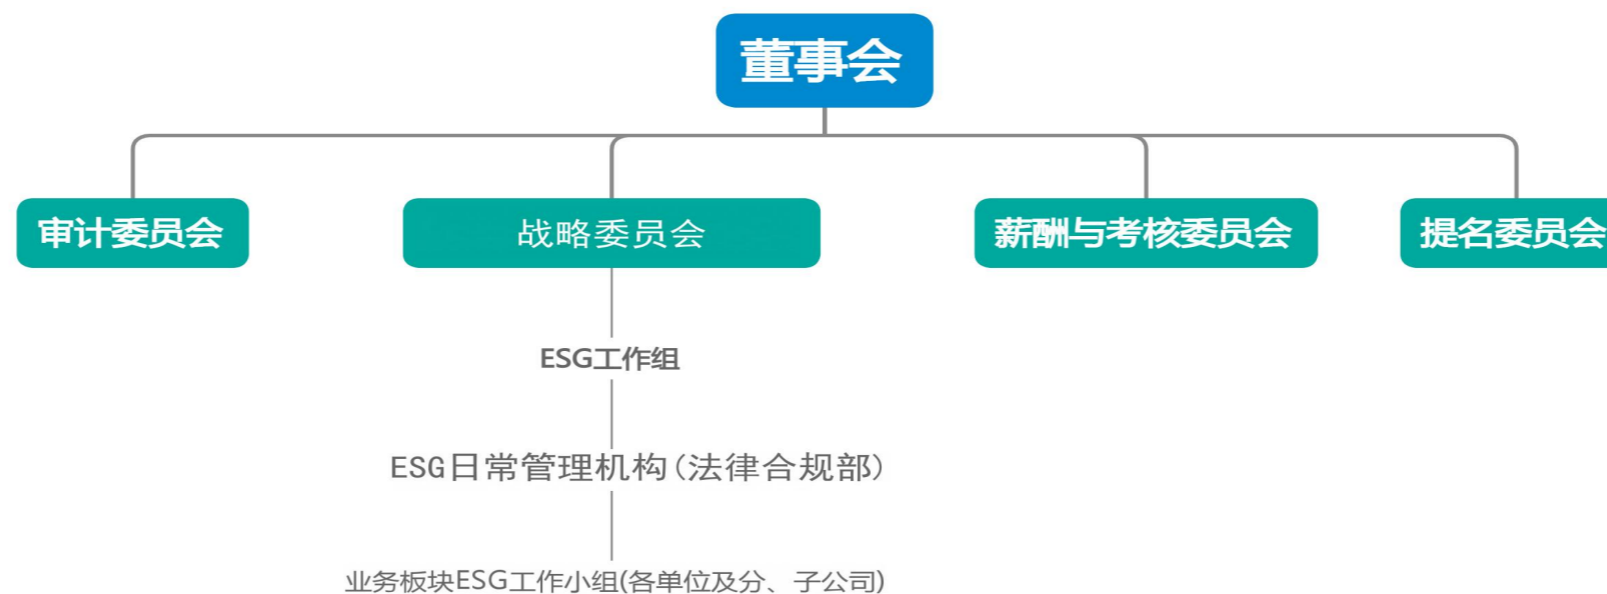 董事会
审计委员会
战略委员会
薪酬与考核委员会
提名委员会
ESG工作组
ESG日常管理机构(法律合规部)
业务板块ESG工作小组(各单位及分、子公司)